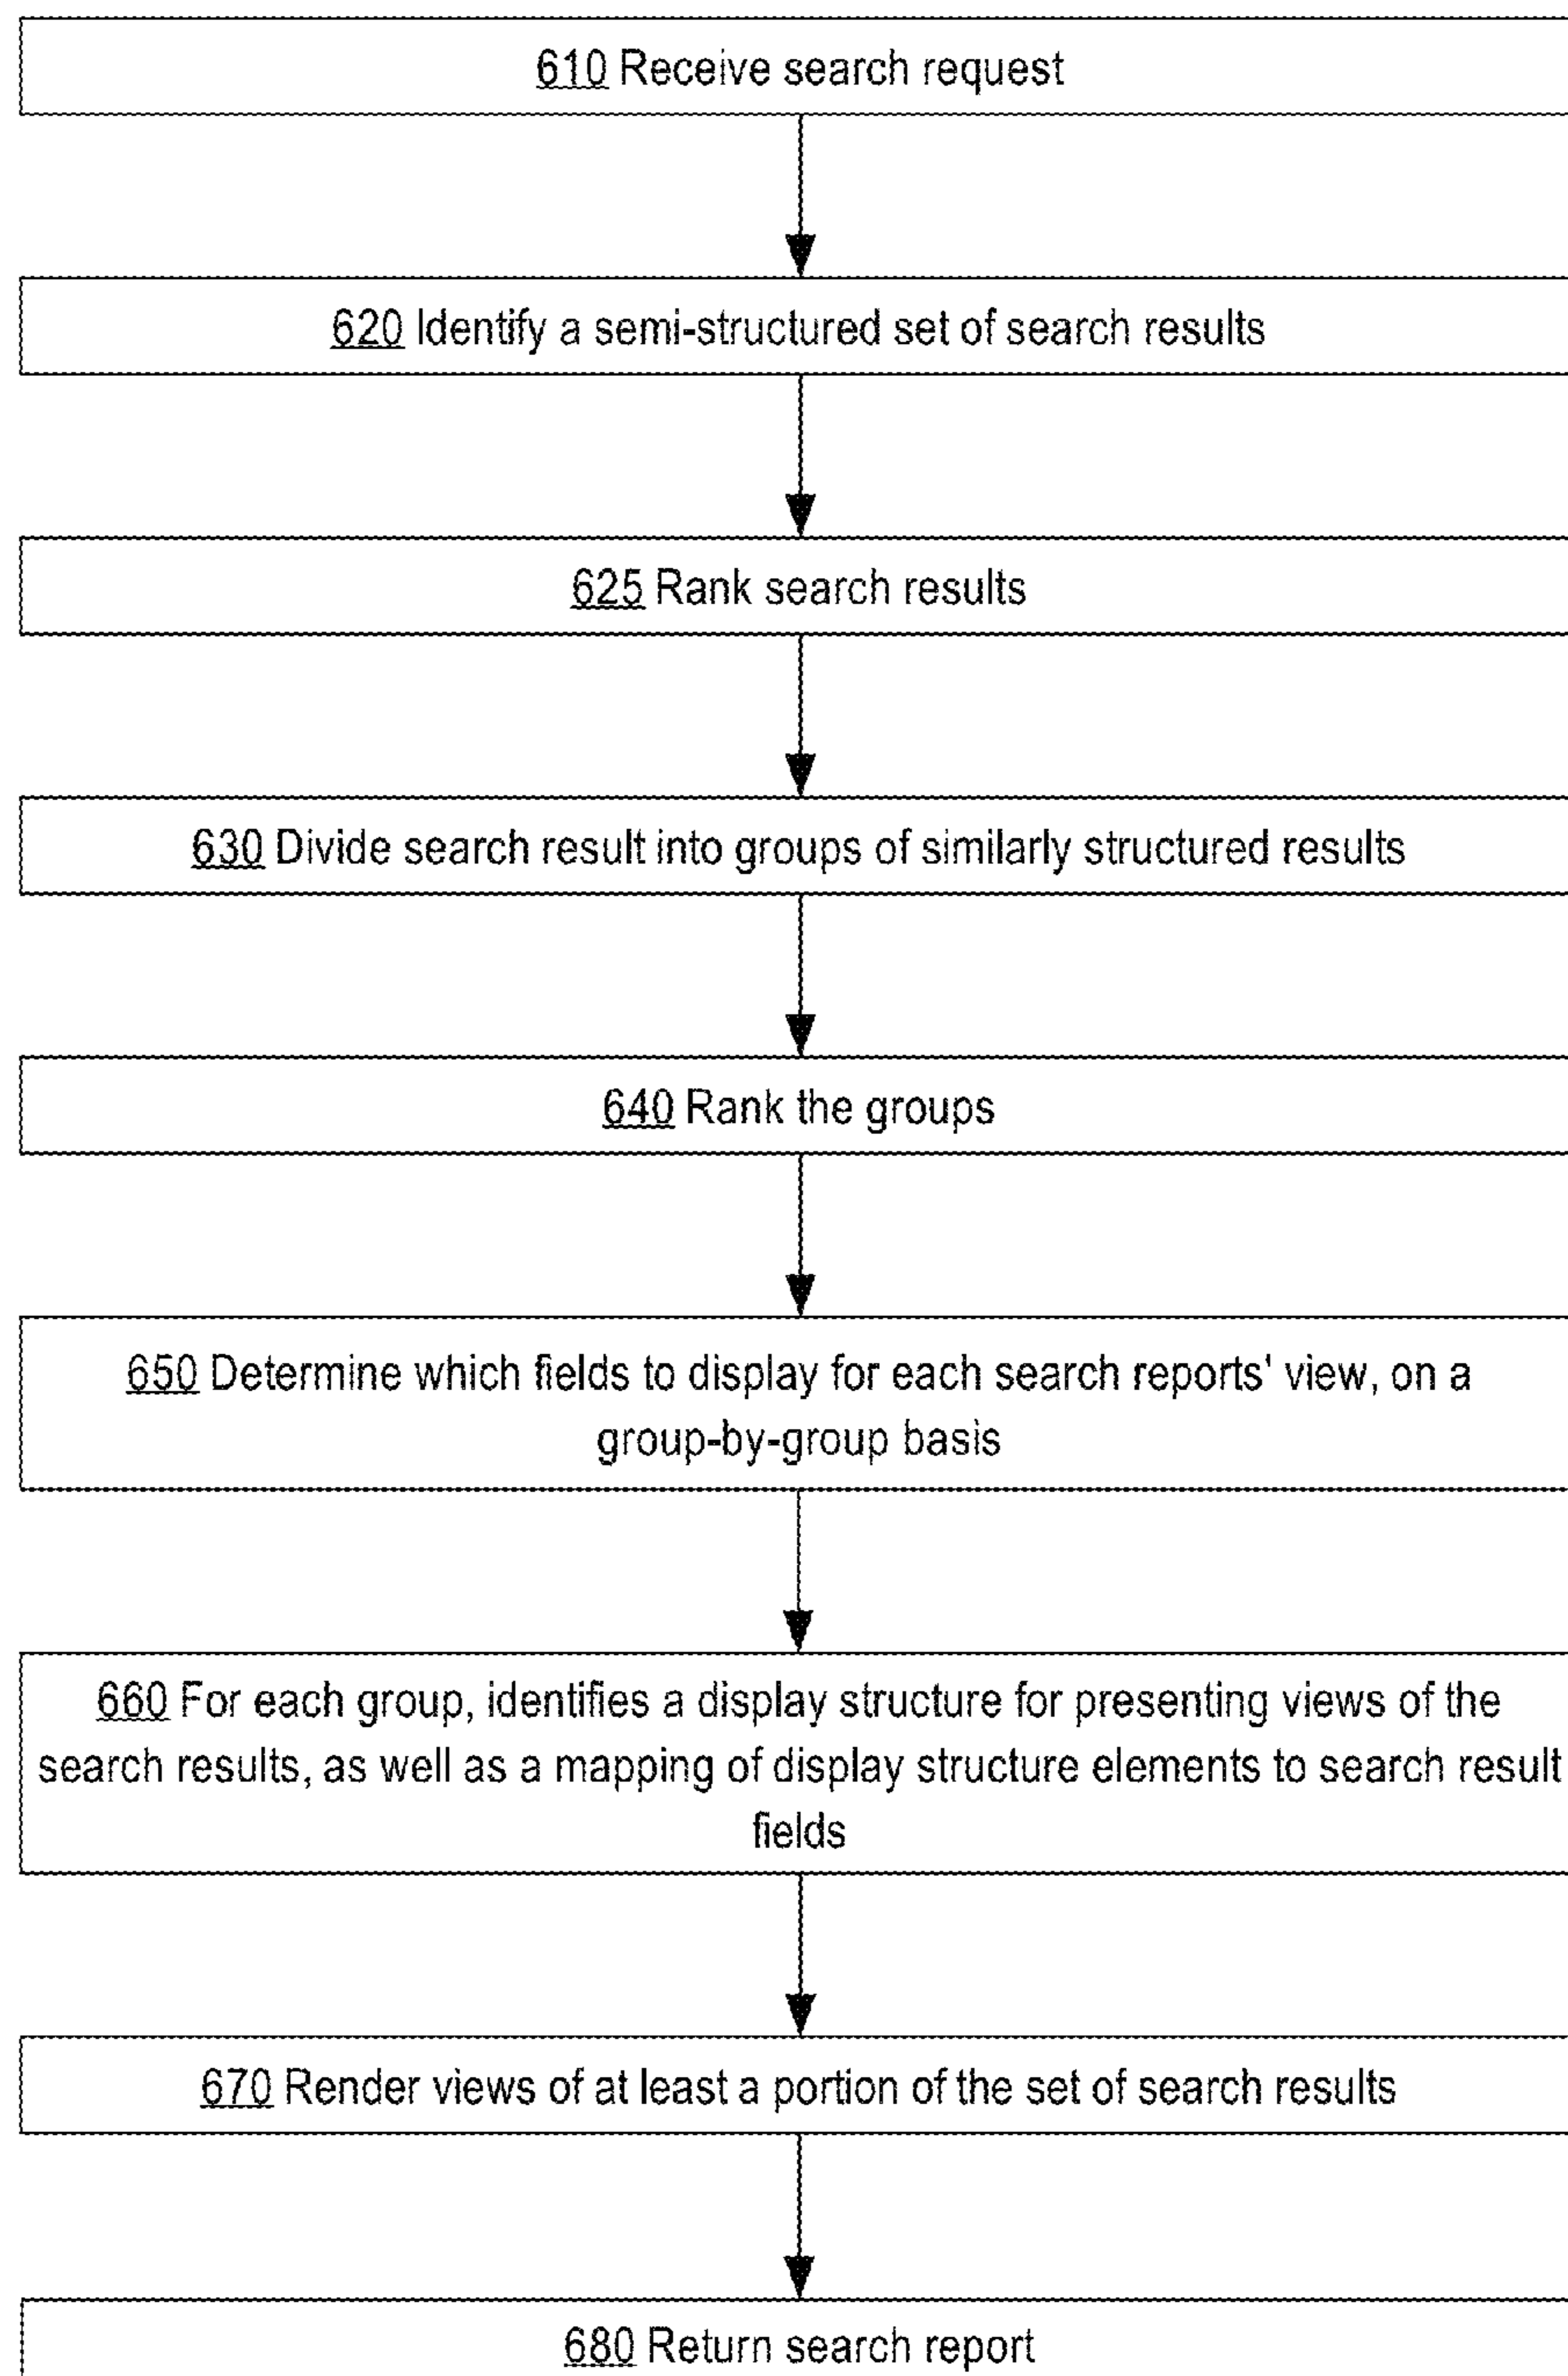 610 Receive search request
620 Identify a semi-structured set of search results
625 Rank search results
630 Divide search result into groups of similarly structured results
640 Rank the groups
650 Determine which fields to display for each search reports' view, on a
group-by-group basis
660 For each group, identifies a display structure for presenting views of the
search results, as well as a mapping of display structure elements to search result
fields
670 Render views of at least a portion of the set of search results
680 Return search report